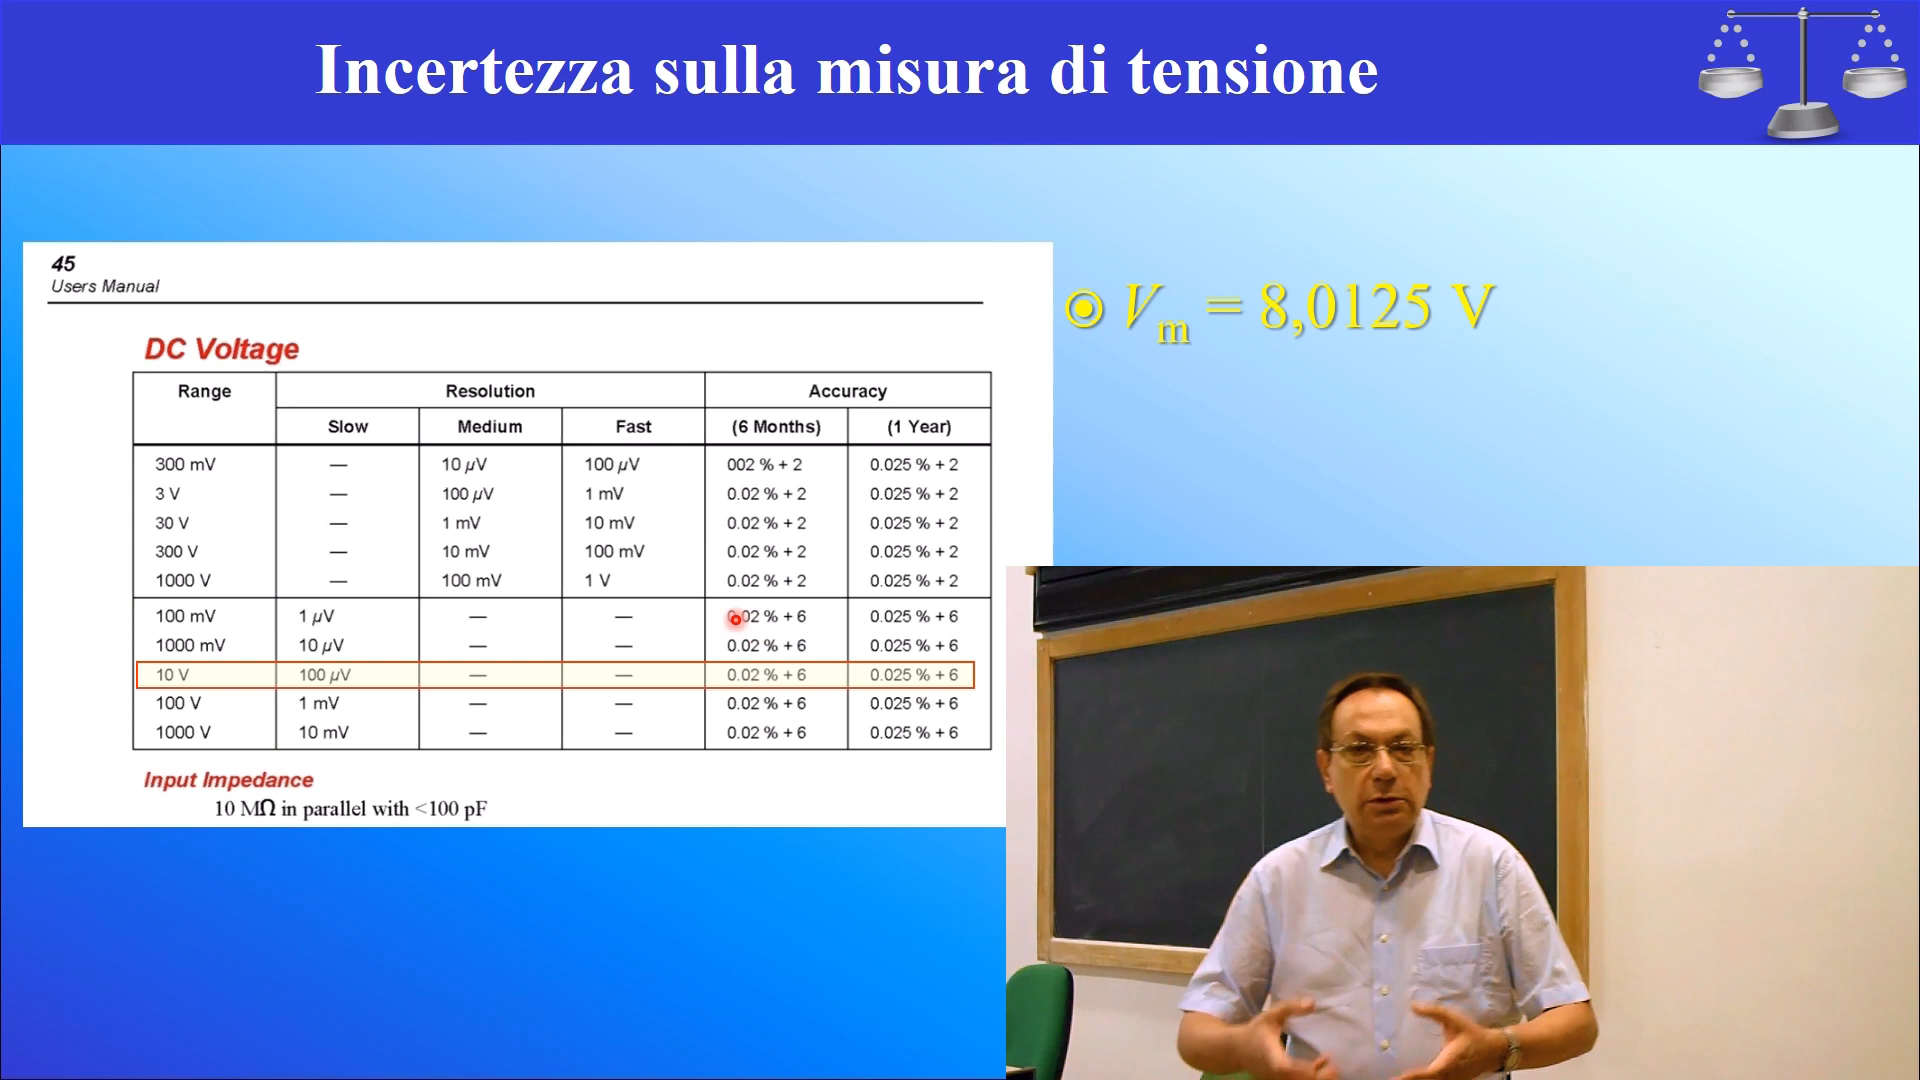 Incertezza sulla misura di tensione
45
Users Manual
DC Voltage
Range Resolution Accuracy
Slow Medium Fast (6 Months) (1 Year)
300 mV — 10 µV 100 µV 002 % + 2 0.025 % + 2
3 V — 100 µV 1 mV 0.02 % + 2 0.025 % + 2
30 V — 1 mV 10 mV 0.02 % + 2 0.025 % + 2
300 V — 10 mV 100 mV 0.02 % + 2 0.025 % + 2
1000 V — 100 mV 1 V 0.02 % + 2 0.025 % + 2
100 mV 1 µV — — 0.02 % + 6 0.025 % + 6
1000 mV 10 µV — — 0.02 % + 6 0.025 % + 6
10 V 100 µV — — 0.02 % + 6 0.025 % + 6
100 V 1 mV — — 0.02 % + 6 0.025 % + 6
1000 V 10 mV — — 0.02 % + 6 0.025 % + 6
Input Impedance
10 MΩ in parallel with <100 pF
Vm = 8,0125 V